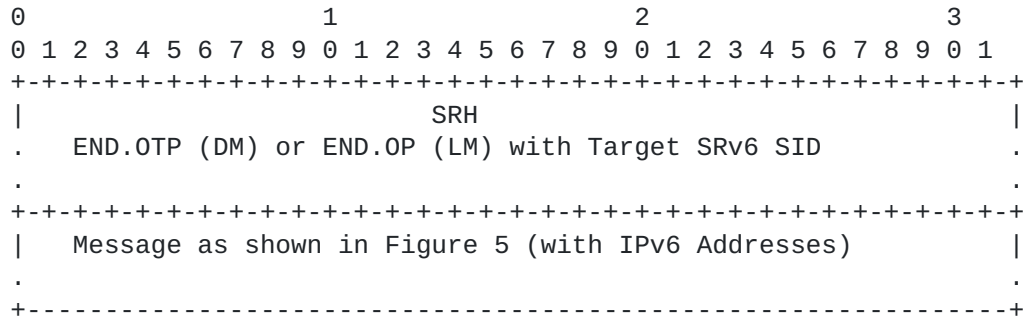 0                   1                   2                   3
0 1 2 3 4 5 6 7 8 9 0 1 2 3 4 5 6 7 8 9 0 1 2 3 4 5 6 7 8 9 0 1
+-+-+-+-+-+-+-+-+-+-+-+-+-+-+-+-+-+-+-+-+-+-+-+-+-+-+-+-+-+-+-+-+
|                          SRH                                  |
.   END.OTP (DM) or END.OP (LM) with Target SRv6 SID            .
.                                                               .
+-+-+-+-+-+-+-+-+-+-+-+-+-+-+-+-+-+-+-+-+-+-+-+-+-+-+-+-+-+-+-+-+
|   Message as shown in Figure 5 (with IPv6 Addresses)          |
.                                                               .
+---------------------------------------------------------------+